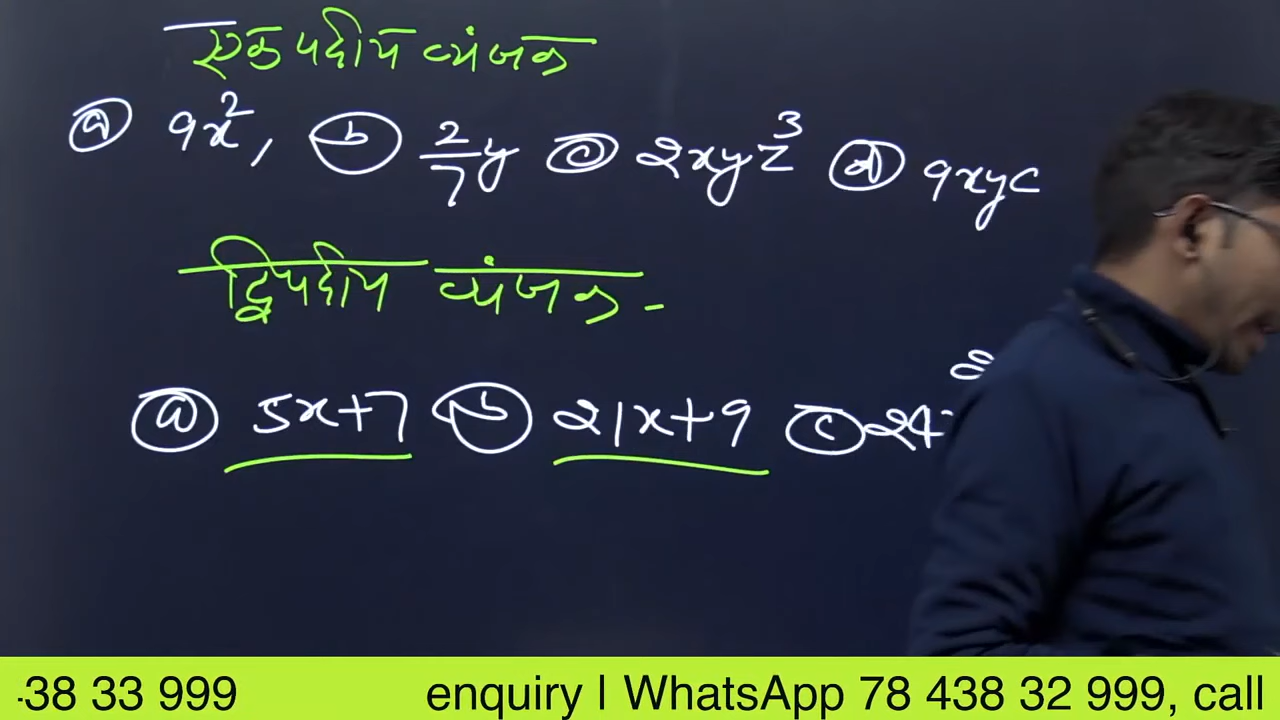 एकपदीय व्यंजक
ⓐ 9x², ⓑ 2/7 y ⓒ 2xyz³ ⓓ 9xyc
द्विपदीय व्यंजक -
ⓐ 5x+7 ⓑ 21x+9 ⓒ 24
38 33 999 enquiry | WhatsApp 78 438 32 999, call